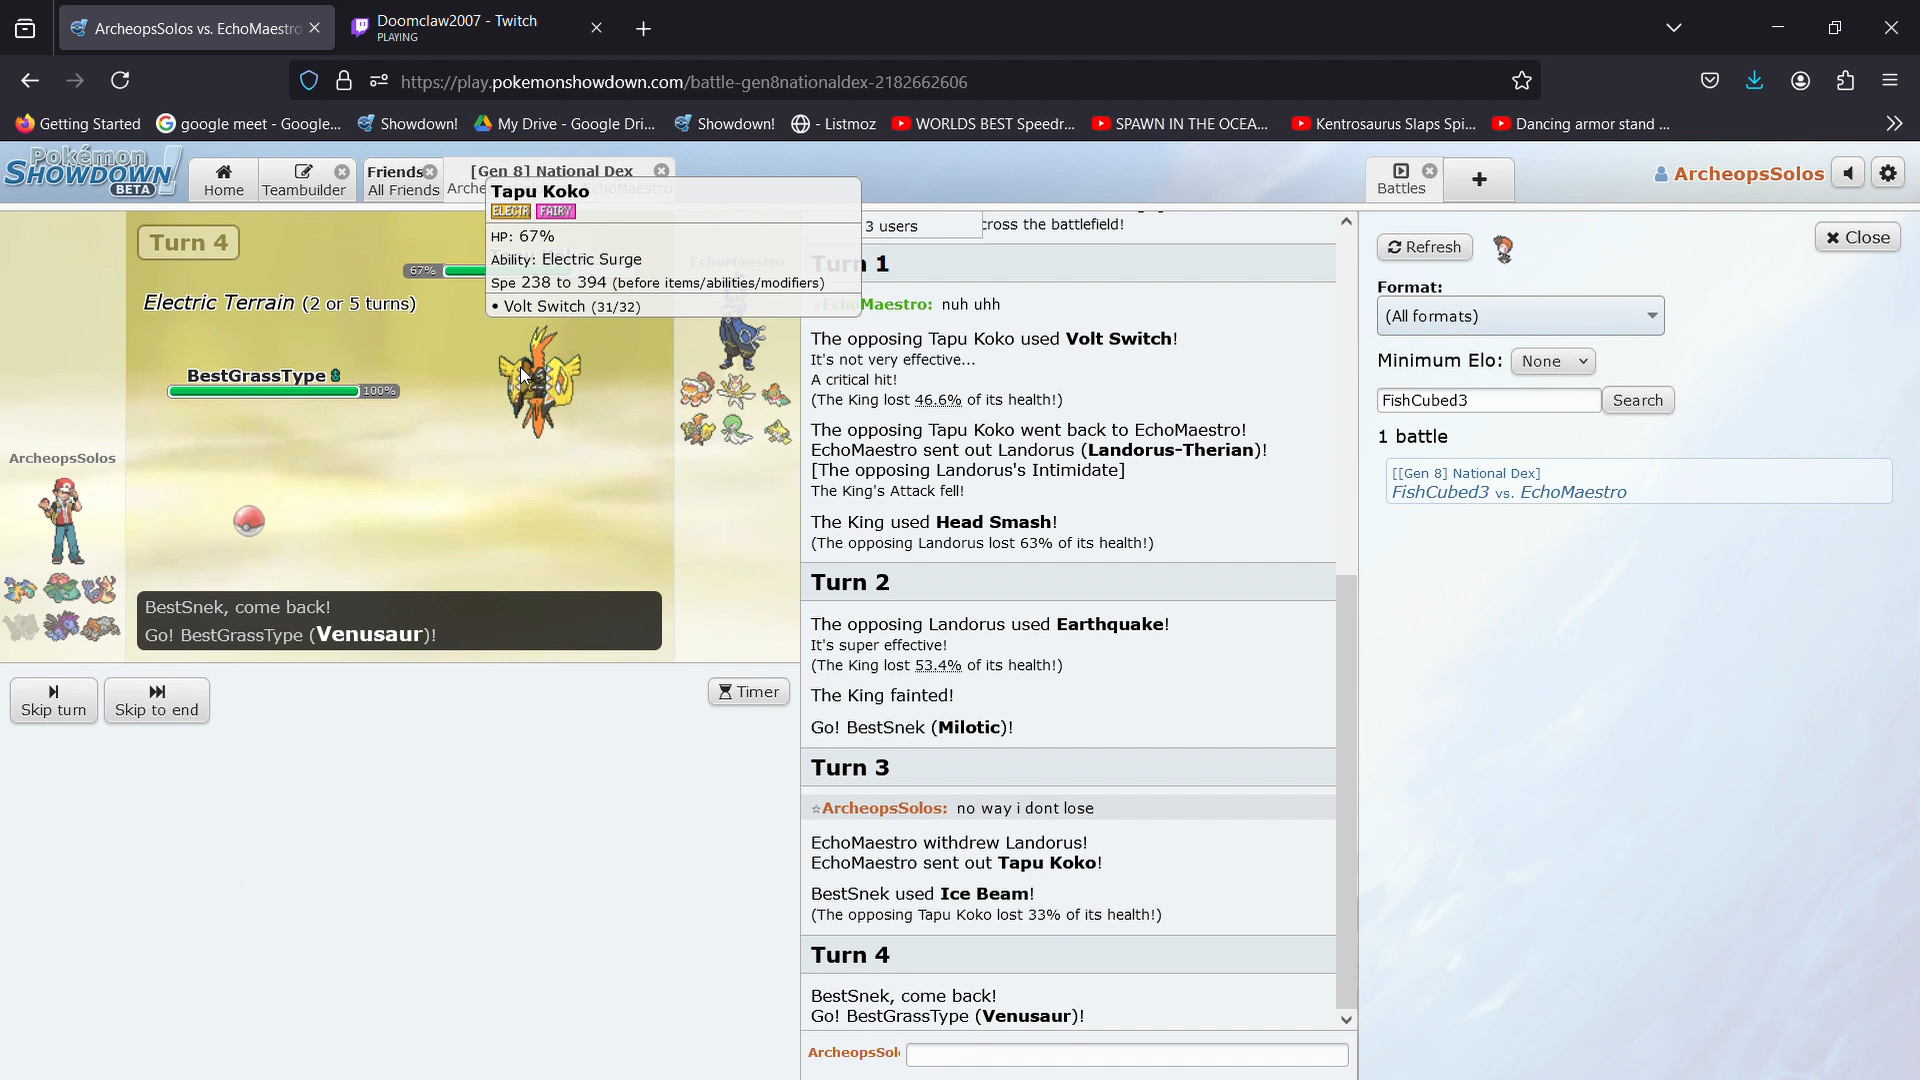 ArcheopsSolos vs. EchoMaestro
Doomclaw2007 - Twitch
PLAYING
https://play.pokemonshowdown.com/battle-gen8nationaldex-2182662606
Getting Started
google meet - Google...
Showdown!
My Drive - Google Dri...
Showdown!
- Listmoz
WORLDS BEST Speedr...
SPAWN IN THE OCEA...
Kentrosaurus Slaps Spi...
Dancing armor stand ...
Pokémon
SHOWDOWN!
BETA
Home
Teambuilder
Friends
All Friends
[Gen 8] National Dex
Battles
ArcheopsSolos
Tapu Koko
ELECTR FAIRY
HP: 67%
Ability: Electric Surge
Spe 238 to 394 (before items/abilities/modifiers)
• Volt Switch (31/32)
Turn 4
67%
Electric Terrain (2 or 5 turns)
EchoMaestro
BestGrassType
100%
ArcheopsSolos
BestSnek, come back!
Go! BestGrassType (Venusaur)!
Skip turn
Skip to end
Timer
3 users
cross the battlefield!
Turn 1
☆EchoMaestro: nuh uhh
The opposing Tapu Koko used Volt Switch!
It's not very effective...
A critical hit!
(The King lost 46.6% of its health!)
The opposing Tapu Koko went back to EchoMaestro!
EchoMaestro sent out Landorus (Landorus-Therian)!
[The opposing Landorus's Intimidate]
The King's Attack fell!
The King used Head Smash!
(The opposing Landorus lost 63% of its health!)
Turn 2
The opposing Landorus used Earthquake!
It's super effective!
(The King lost 53.4% of its health!)
The King fainted!
Go! BestSnek (Milotic)!
Turn 3
☆ArcheopsSolos: no way i dont lose
EchoMaestro withdrew Landorus!
EchoMaestro sent out Tapu Koko!
BestSnek used Ice Beam!
(The opposing Tapu Koko lost 33% of its health!)
Turn 4
BestSnek, come back!
Go! BestGrassType (Venusaur)!
ArcheopsSol
Refresh
Close
Format:
(All formats)
Minimum Elo: None
FishCubed3
Search
1 battle
[[Gen 8] National Dex]
FishCubed3 vs. EchoMaestro